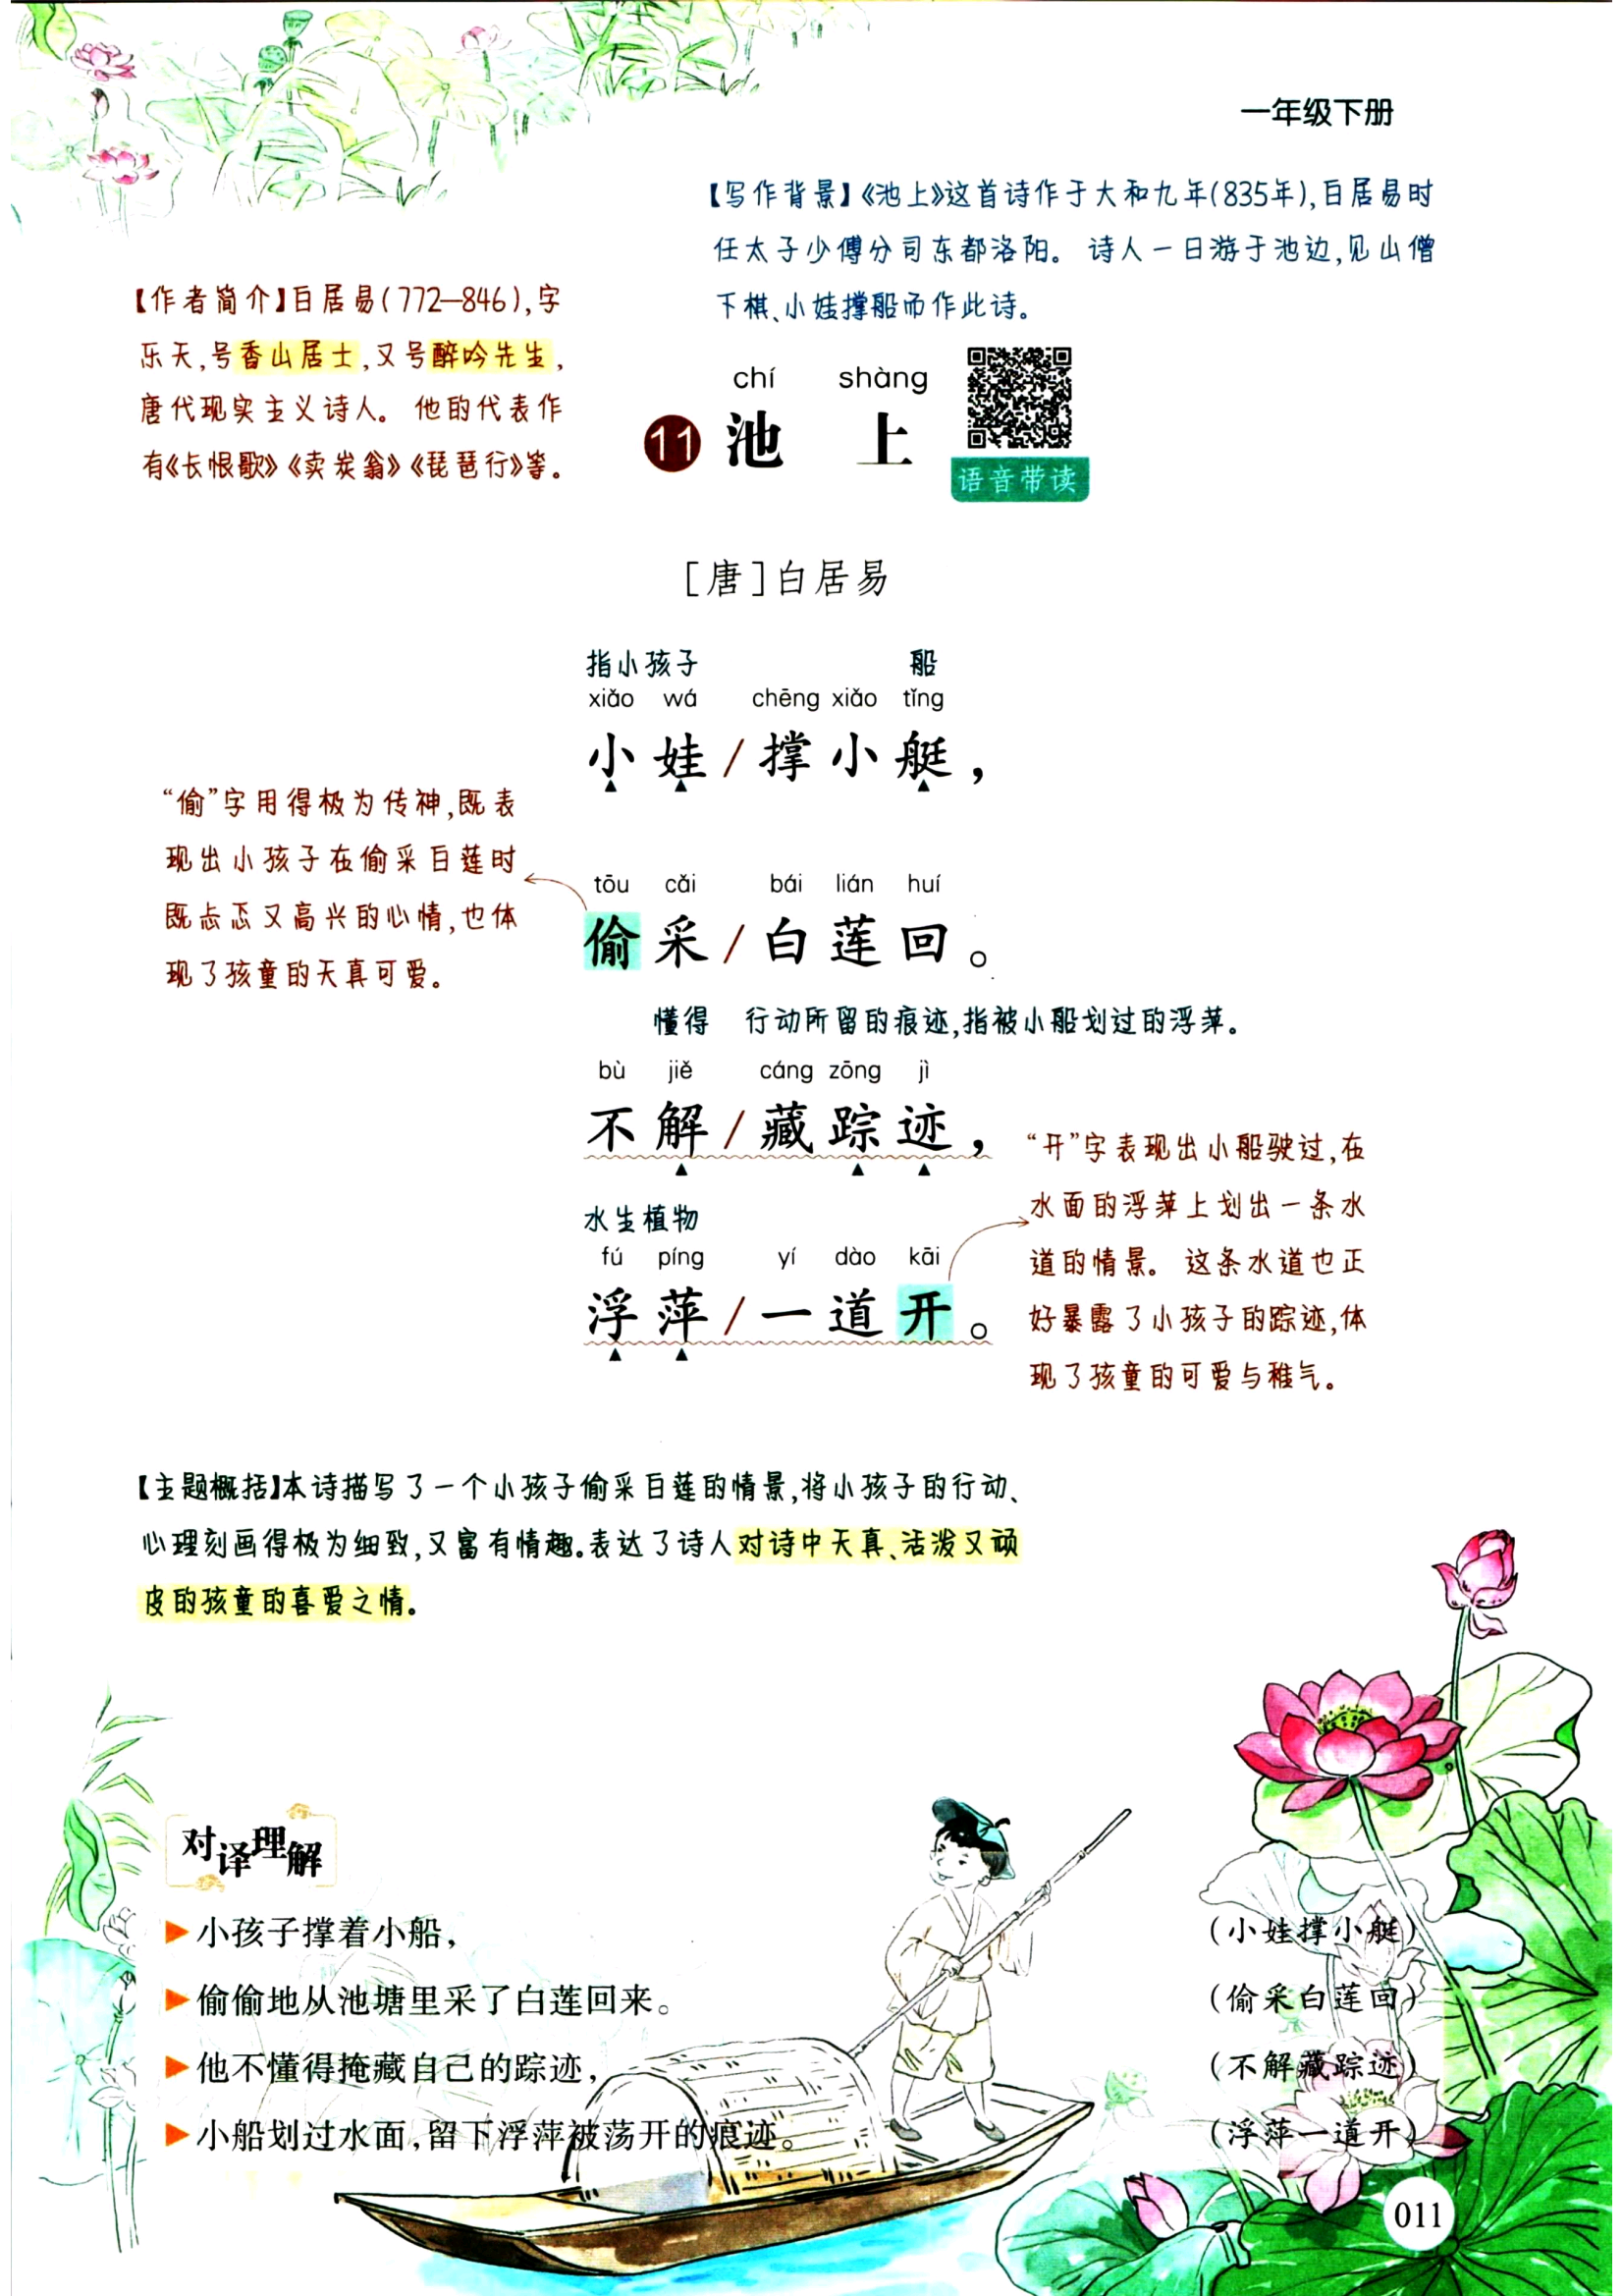 一年级下册
【写作背景】《池上》这首诗作于大和九年(835年),白居易时
任太子少傅分司东都洛阳。诗人一日游于池边,见山僧
下棋、小娃撑船而作此诗。
【作者简介】白居易(772—846),字
乐天,号香山居士,又号醉吟先生,
唐代现实主义诗人。他的代表作
有《长恨歌》《卖炭翁》《琵琶行》等。
chí shàng
11 池 上
语音带读
[唐]白居易
指小孩子 船
xiǎo wá chēng xiǎo tǐng
小娃/撑小艇,
“偷”字用得极为传神,既表
现出小孩子在偷采白莲时
既忐忑又高兴的心情,也体
现了孩童的天真可爱。
tōu cǎi bái lián huí
偷采/白莲回。
懂得 行动所留的痕迹,指被小船划过的浮萍。
bù jiě cáng zōng jì
不解/藏踪迹,
水生植物
fú píng yí dào kāi
浮萍/一道开。
“开”字表现出小船驶过,在
水面的浮萍上划出一条水
道的情景。这条水道也正
好暴露了小孩子的踪迹,体
现了孩童的可爱与稚气。
【主题概括】本诗描写了一个小孩子偷采白莲的情景,将小孩子的行动、
心理刻画得极为细致,又富有情趣。表达了诗人对诗中天真、活泼又顽
皮的孩童的喜爱之情。
对译理解
小孩子撑着小船, (小娃撑小艇)
偷偷地从池塘里采了白莲回来。 (偷采白莲回)
他不懂得掩藏自己的踪迹, (不解藏踪迹)
小船划过水面,留下浮萍被荡开的痕迹。 (浮萍一道开)
011